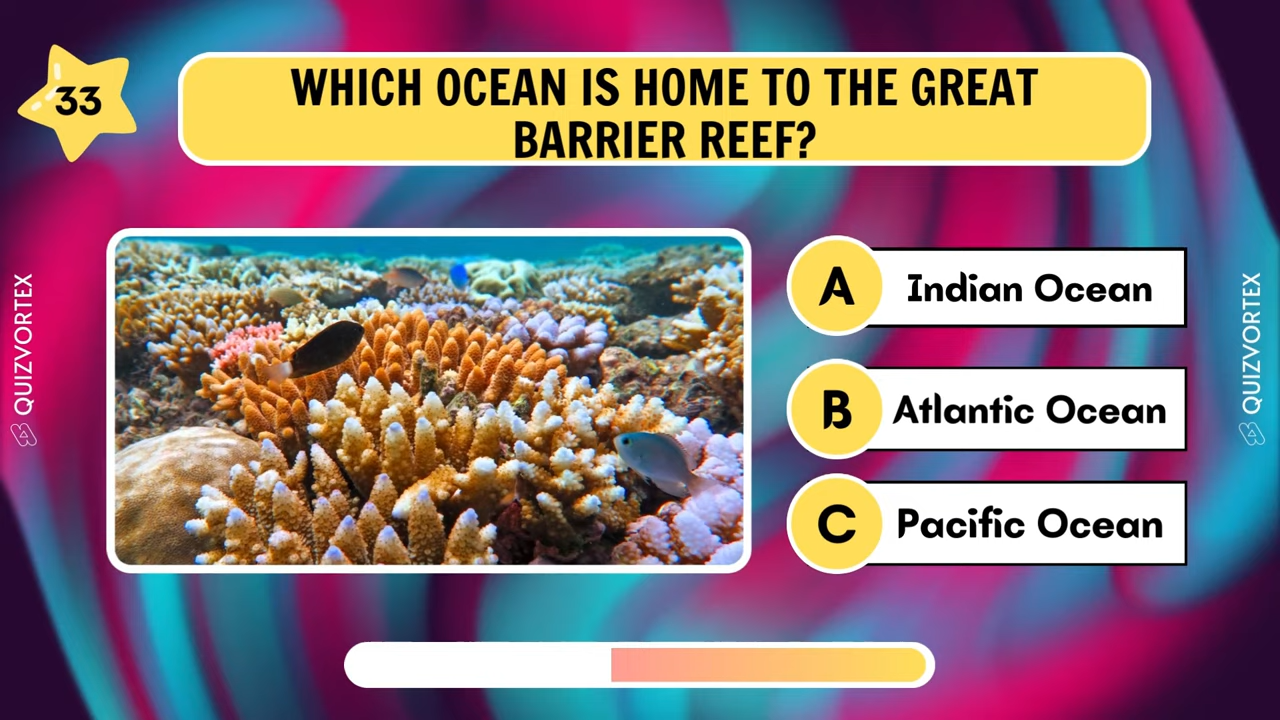 33
WHICH OCEAN IS HOME TO THE GREAT
BARRIER REEF?
A Indian Ocean
B Atlantic Ocean
C Pacific Ocean
QUIZVORTEX
QUIZVORTEX